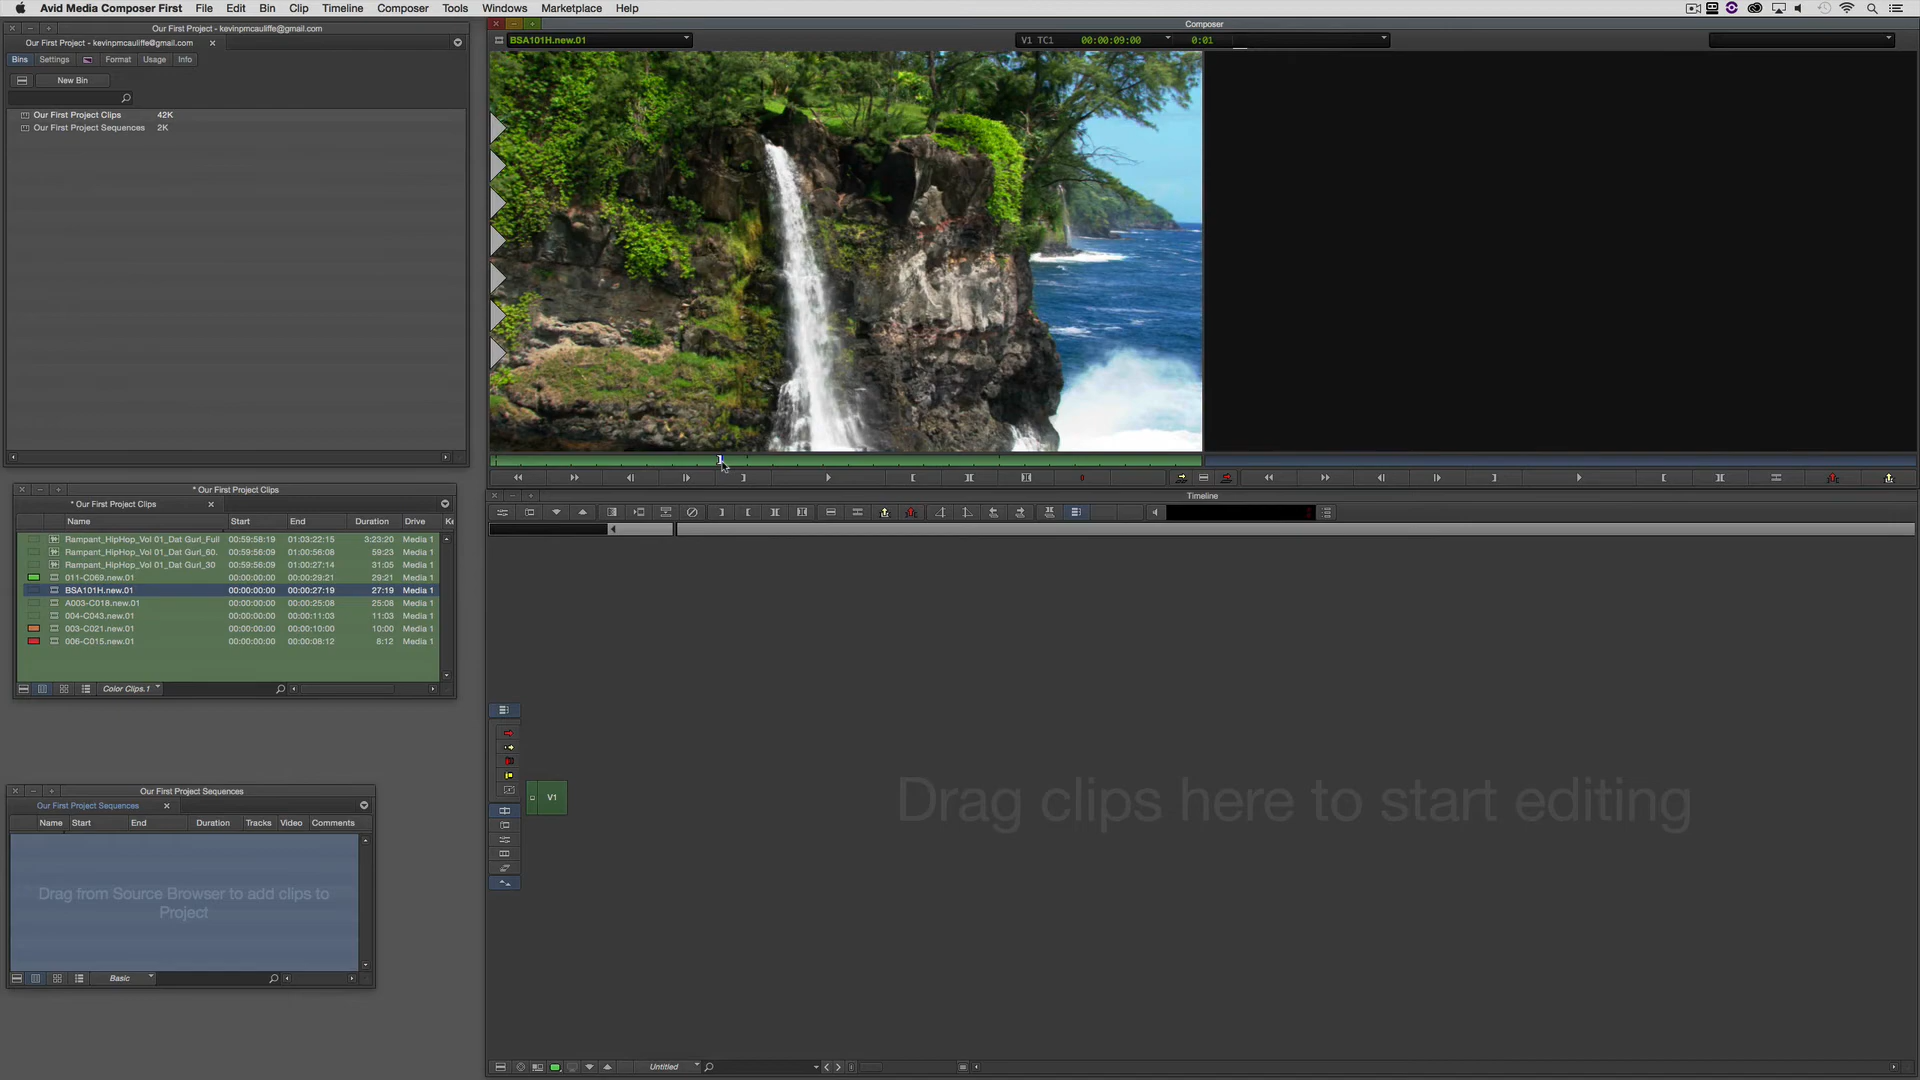 Avid Media Composer First File Edit Bin Clip Timeline Composer Tools Windows Marketplace Help
Our First Project - kevinpmcauliffe@gmail.com
Our First Project - kevinpmcauliffe@gmail.com
Bins Settings Format Usage Info
New Bin
Our First Project Clips 42K
Our First Project Sequences 2K
Composer
BSA101H.new.01
V1 TC1 00:00:09:00 0:01
* Our First Project Clips
* Our First Project Clips
Name Start End Duration Drive
Rampant_HipHop_Vol 01_Dat Gurl_Full 00:59:58:19 01:03:22:15 3:23:20 Media 1
Rampant_HipHop_Vol 01_Dat Gurl_60. 00:59:56:09 01:00:56:08 59:23 Media 1
Rampant_HipHop_Vol 01_Dat Gurl_30 00:59:56:09 01:00:27:14 31:05 Media 1
011-C069.new.01 00:00:00:00 00:00:29:21 29:21 Media 1
BSA101H.new.01 00:00:00:00 00:00:27:19 27:19 Media 1
A003-C018.new.01 00:00:00:00 00:00:25:08 25:08 Media 1
004-C043.new.01 00:00:00:00 00:00:11:03 11:03 Media 1
003-C021.new.01 00:00:00:00 00:00:10:00 10:00 Media 1
006-C015.new.01 00:00:00:00 00:00:08:12 8:12 Media 1
Color Clips.1
Timeline
V1
Drag clips here to start editing
Our First Project Sequences
Our First Project Sequences
Name Start End Duration Tracks Video Comments
Drag from Source Browser to add clips to
Project
Basic
Untitled